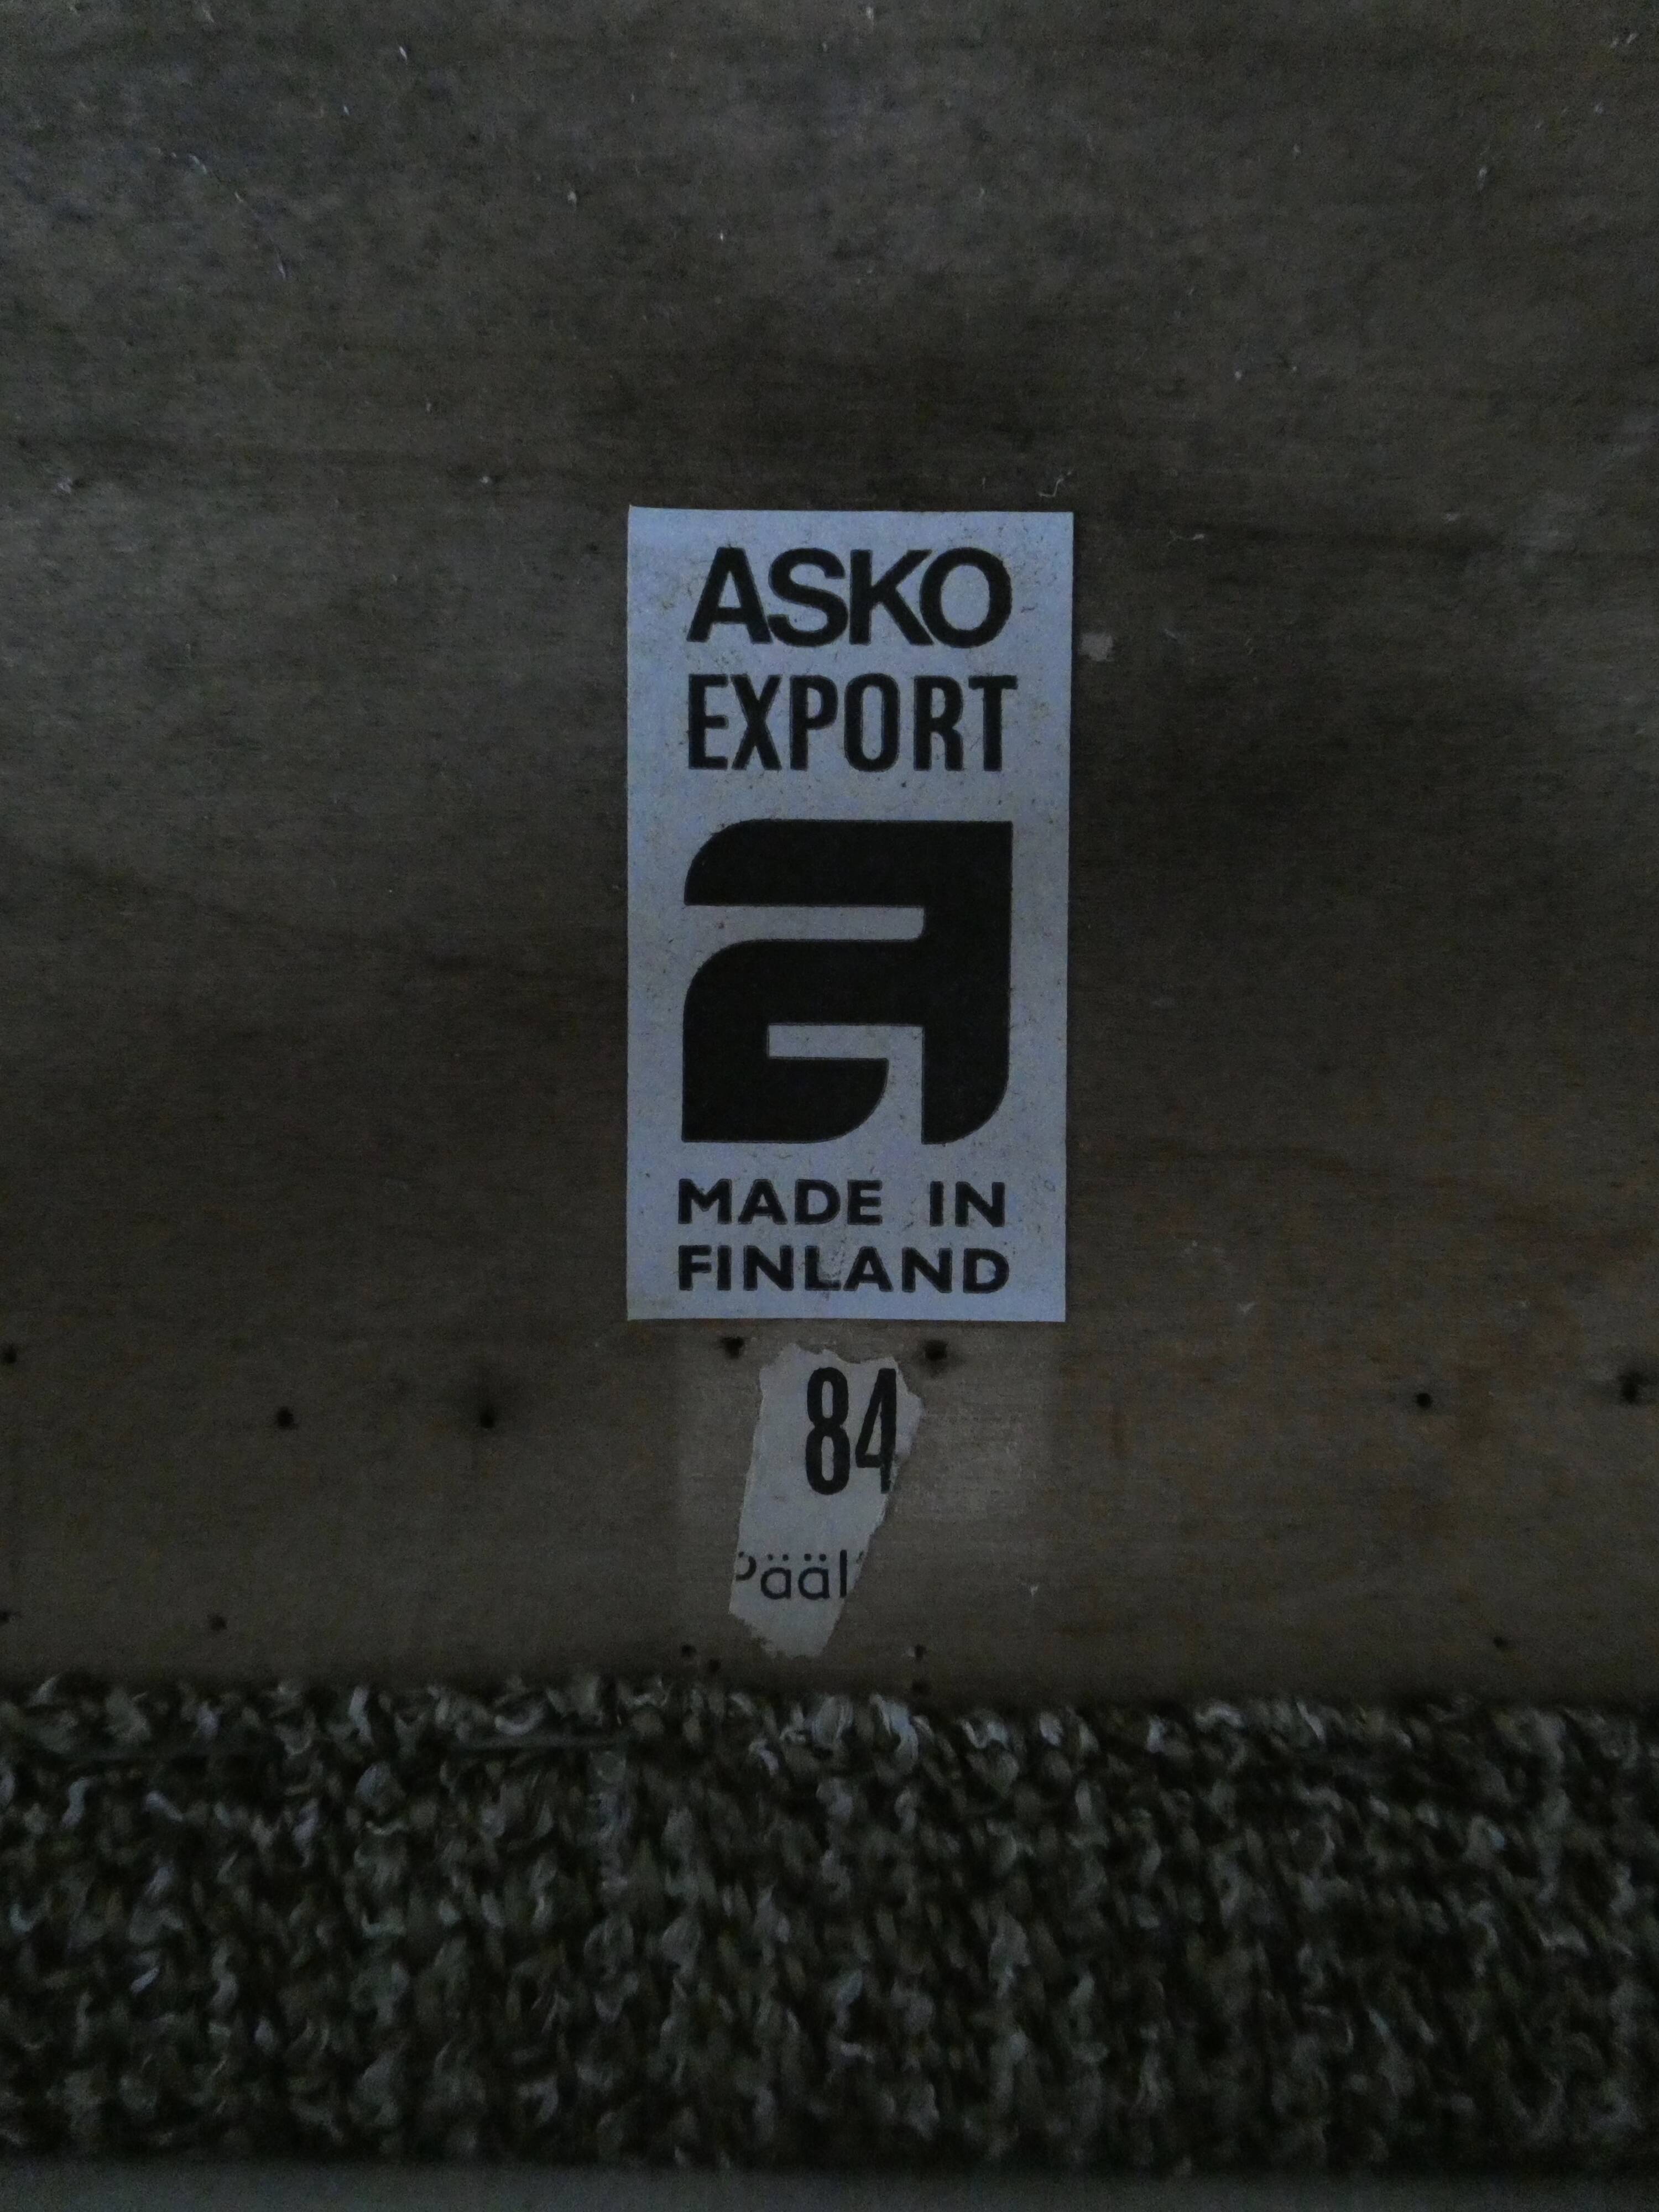 ASKO
EXPORT
a
MADE IN
FINLAND
84
Pääl